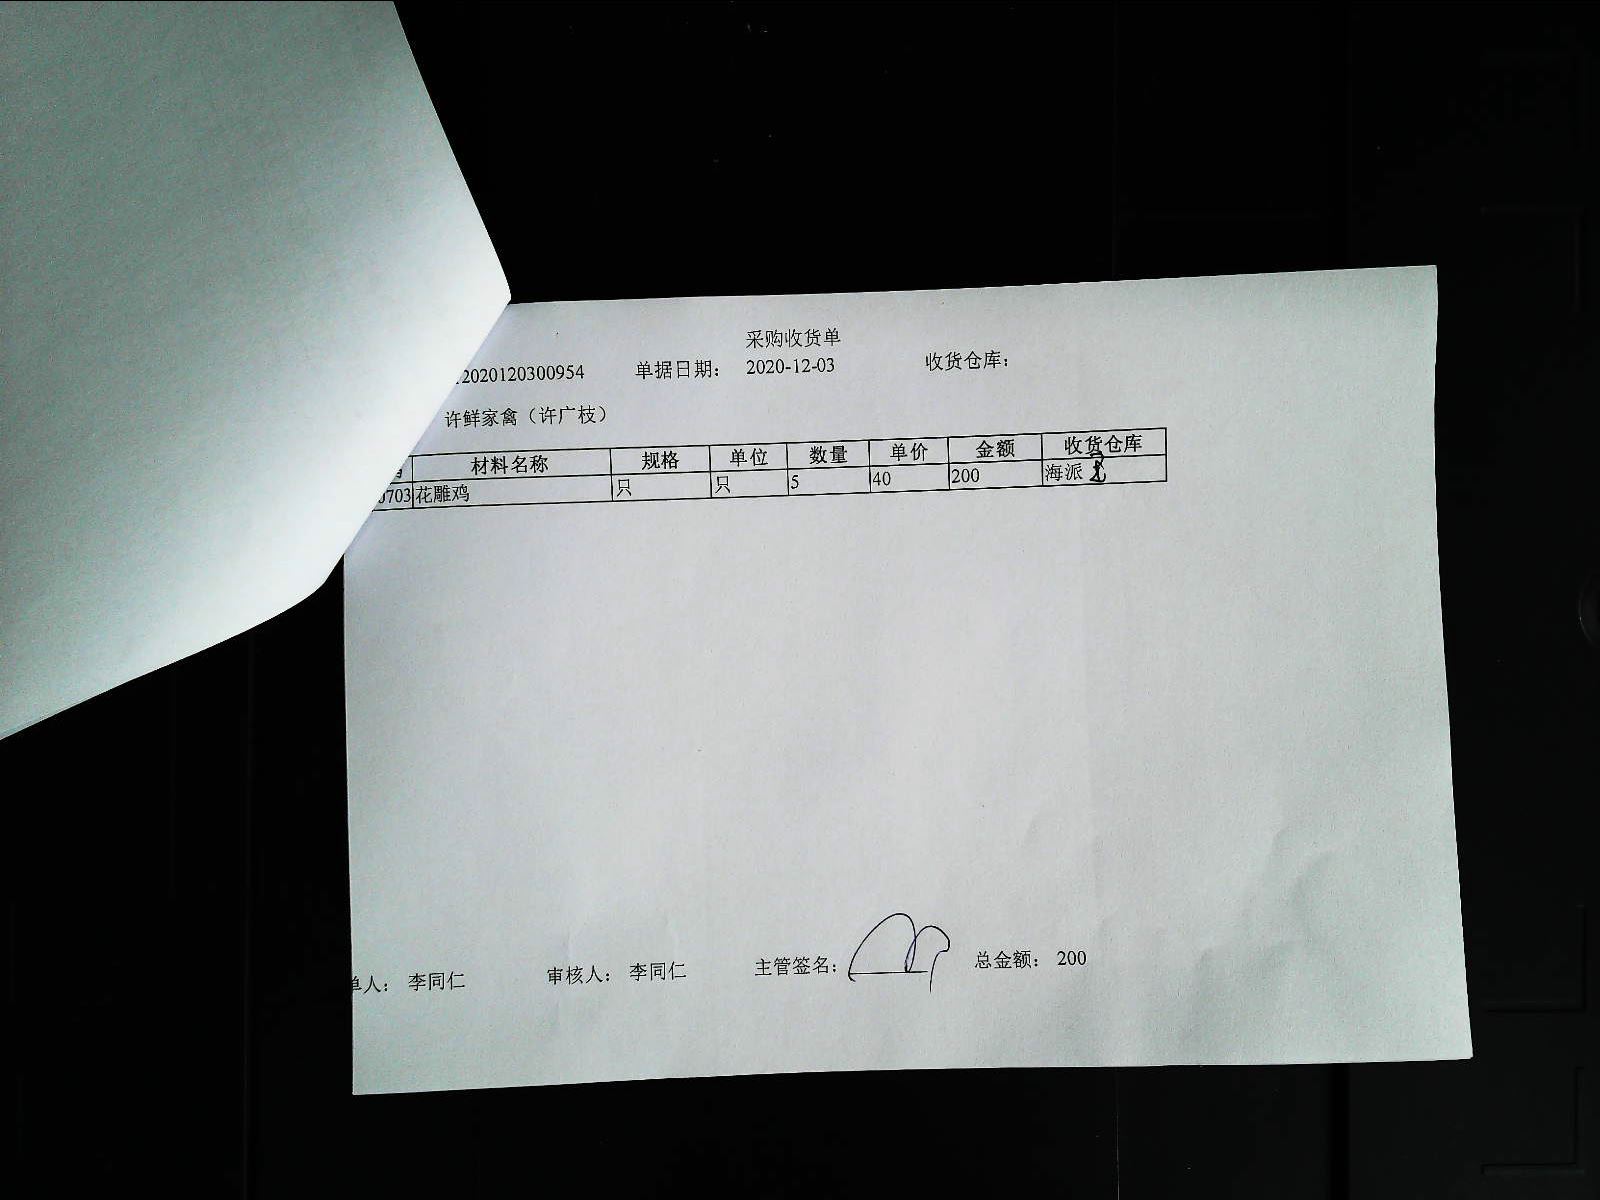 采购收货单
2020120300954 单据日期: 2020-12-03 收货仓库:
许鲜家禽（许广枝）
材料名称 规格 单位 数量 单价 金额 收货仓库
0703 花雕鸡 只 只 5 40 200 海派
单人: 李同仁 审核人: 李同仁 主管签名: 总金额: 200